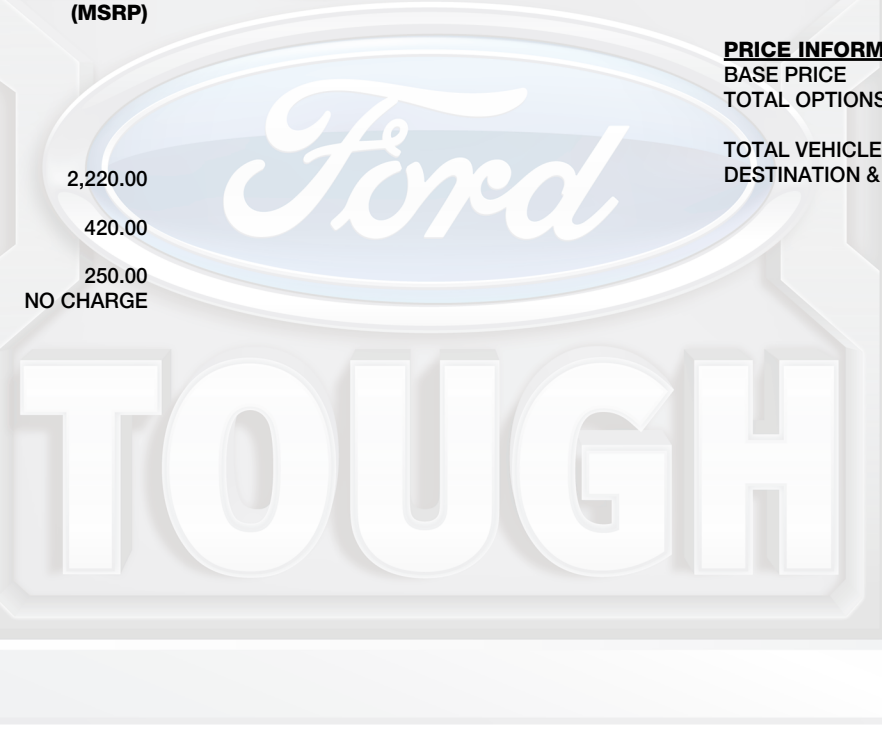 (MSRP)
2,220.00
420.00
250.00
NO CHARGE
PRICE INFORM
BASE PRICE
TOTAL OPTIONS
TOTAL VEHICLE
DESTINATION &
Ford
TOUGH